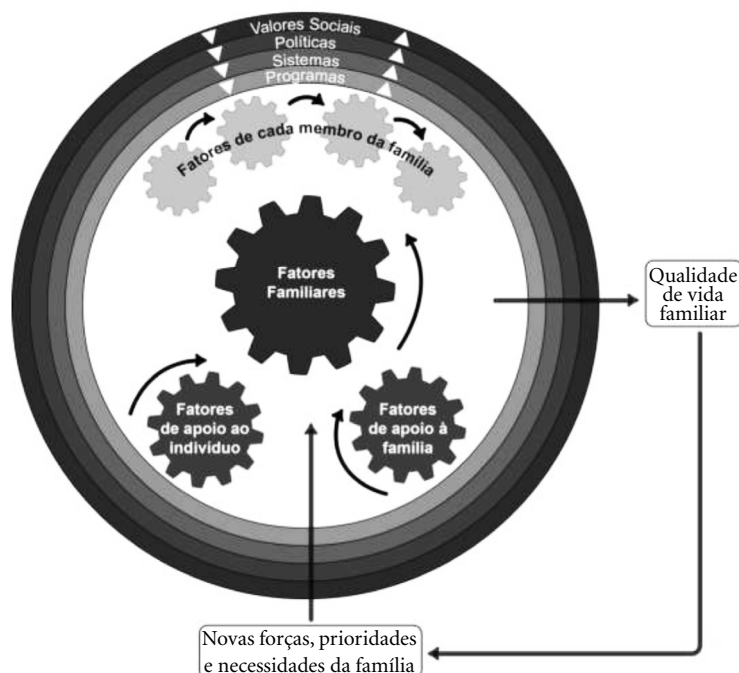 Valores Sociais
Políticas
Sistemas
Programas
Fatores de cada membro da família
Fatores
Familiares
Qualidade
de vida
familiar
Fatores
de apoio ao
indivíduo
Fatores
de apoio à
família
Novas forças, prioridades
e necessidades da família